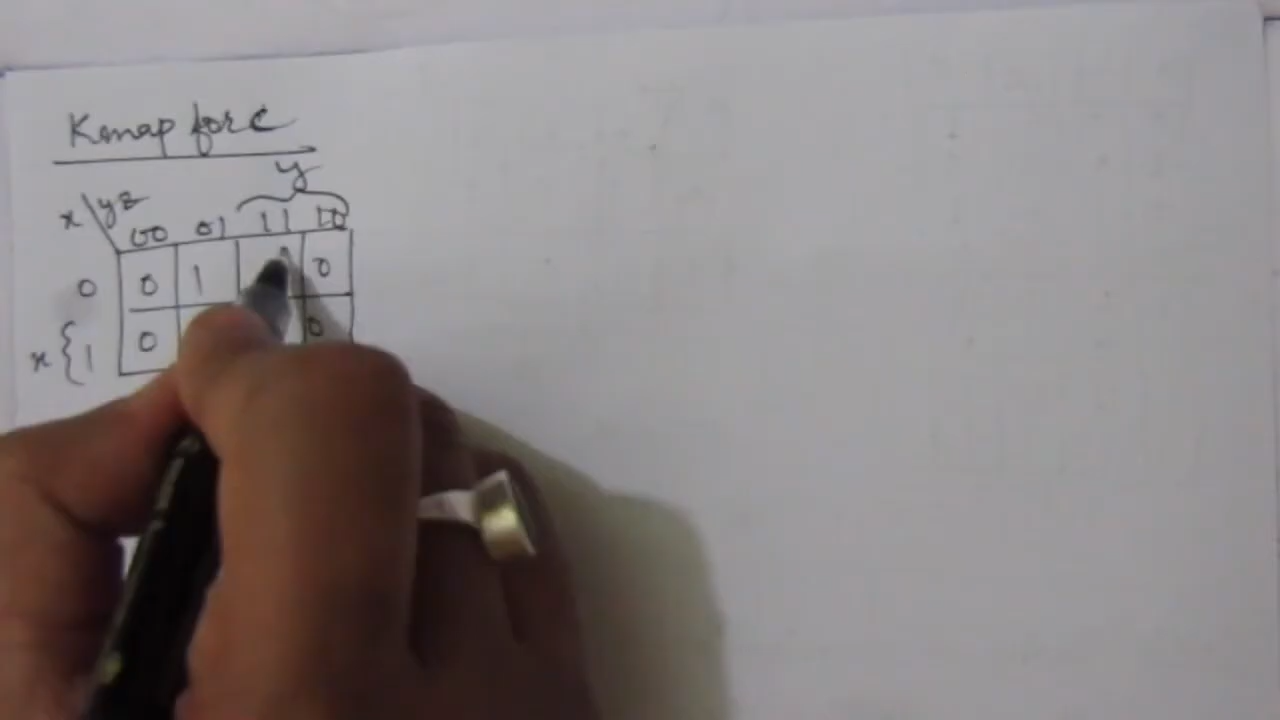 Kmap for C
y
x \ yz
00 01 11 10
0 0 1 0
x { 1 0 0